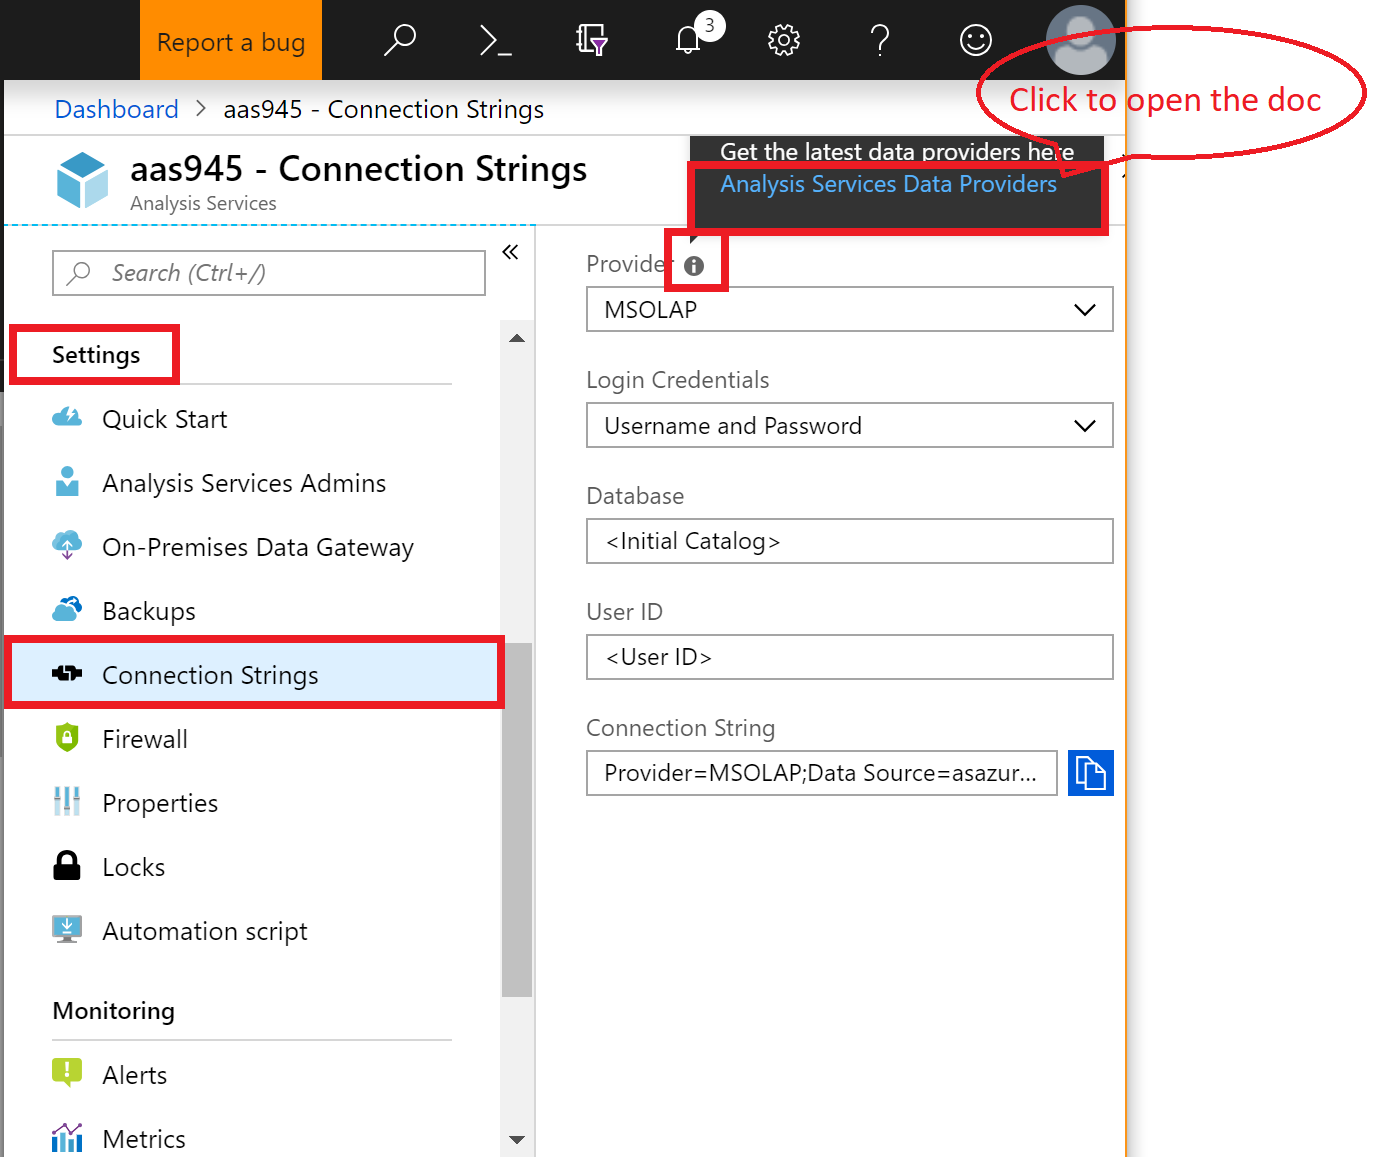 Report a bug
3
Click to open the doc
Dashboard > aas945 - Connection Strings
aas945 - Connection Strings
Analysis Services
Get the latest data providers here
Analysis Services Data Providers
Search (Ctrl+/)
Settings
Quick Start
Analysis Services Admins
On-Premises Data Gateway
Backups
Connection Strings
Firewall
Properties
Locks
Automation script
Monitoring
Alerts
Metrics
Provider
MSOLAP
Login Credentials
Username and Password
Database
<Initial Catalog>
User ID
<User ID>
Connection String
Provider=MSOLAP;Data Source=asazur...